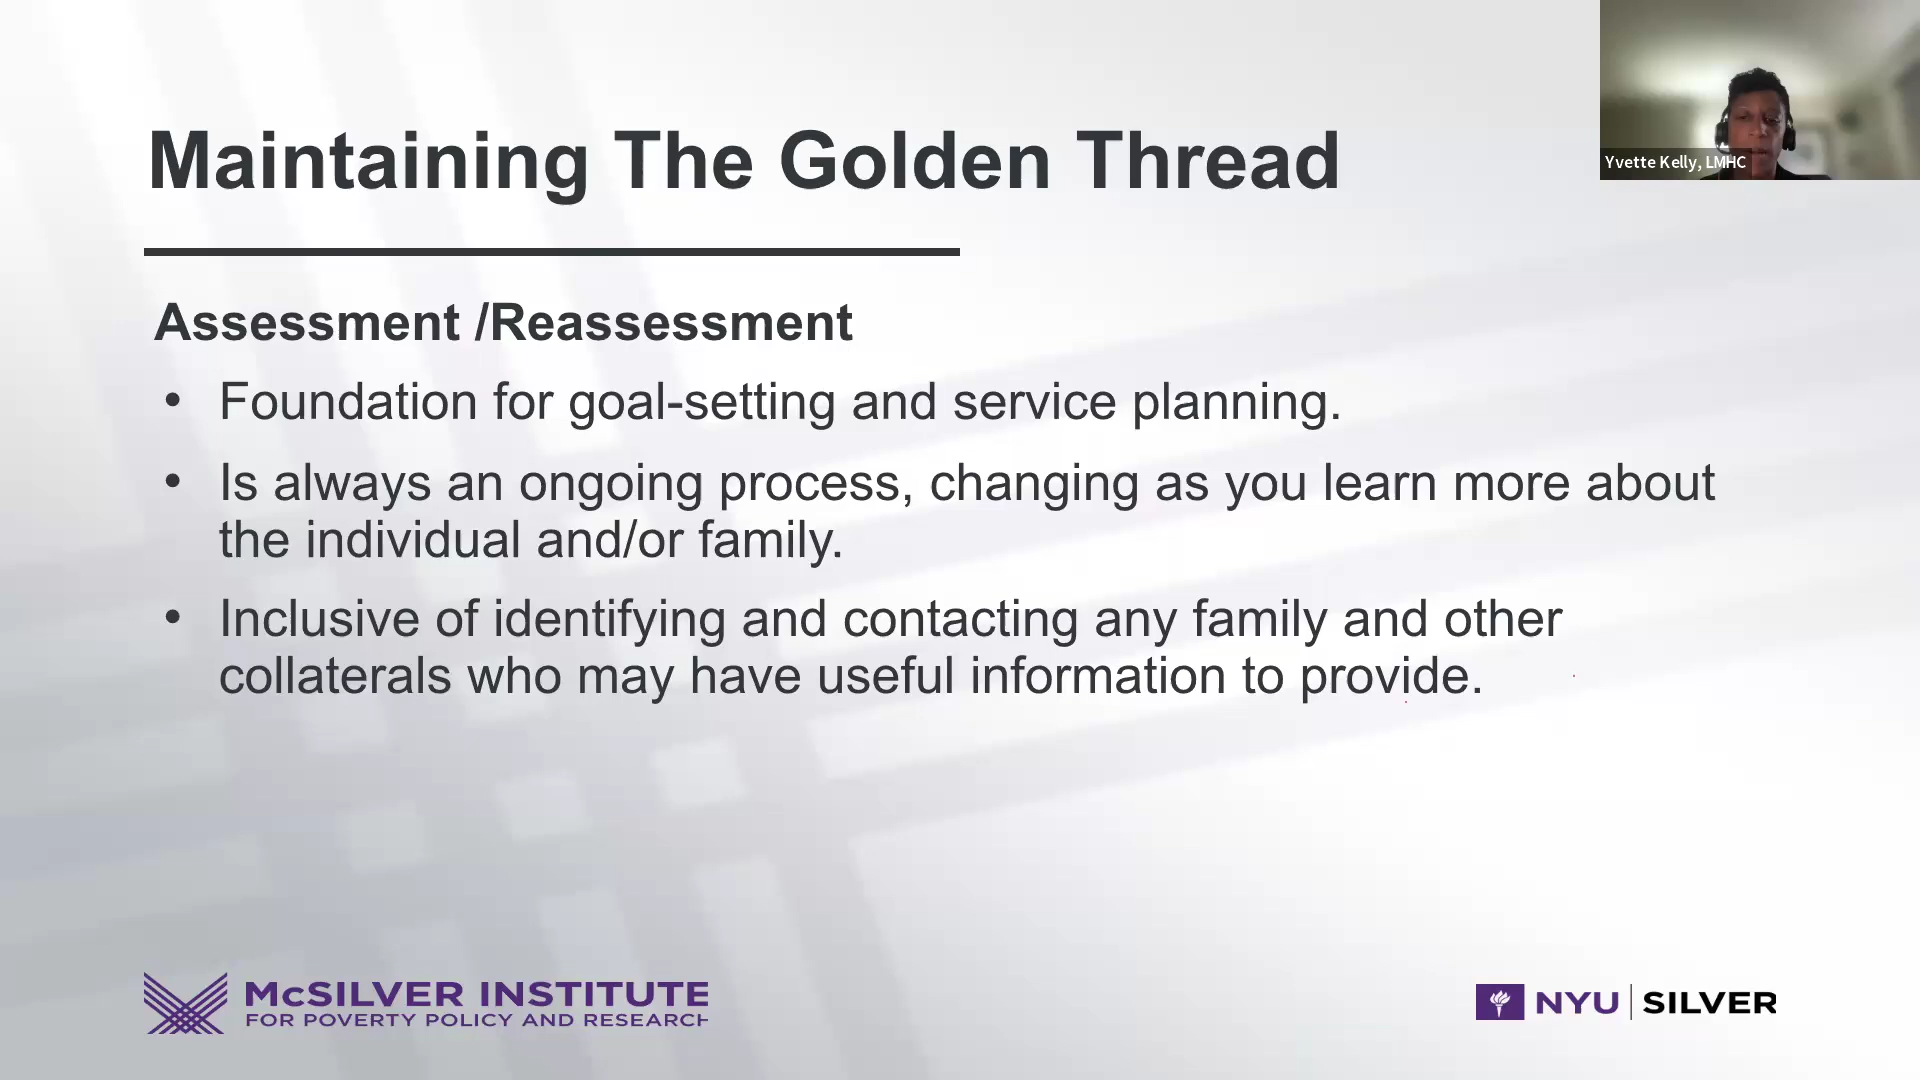 Maintaining The Golden Thread
Yvette Kelly, LMHC
Assessment /Reassessment
• Foundation for goal-setting and service planning.
• Is always an ongoing process, changing as you learn more about
the individual and/or family.
• Inclusive of identifying and contacting any family and other
collaterals who may have useful information to provide.
McSILVER INSTITUTE
FOR POVERTY POLICY AND RESEARCH
NYU SILVER